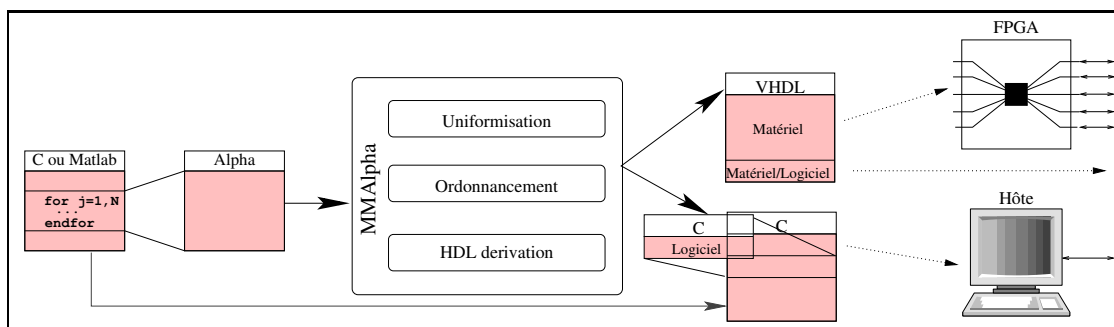 C ou Matlab
for j=1,N
...
endfor
Alpha
MMAlpha
Uniformisation
Ordonnancement
HDL derivation
VHDL
Matériel
Matériel/Logiciel
C
Logiciel
C
FPGA
Hôte